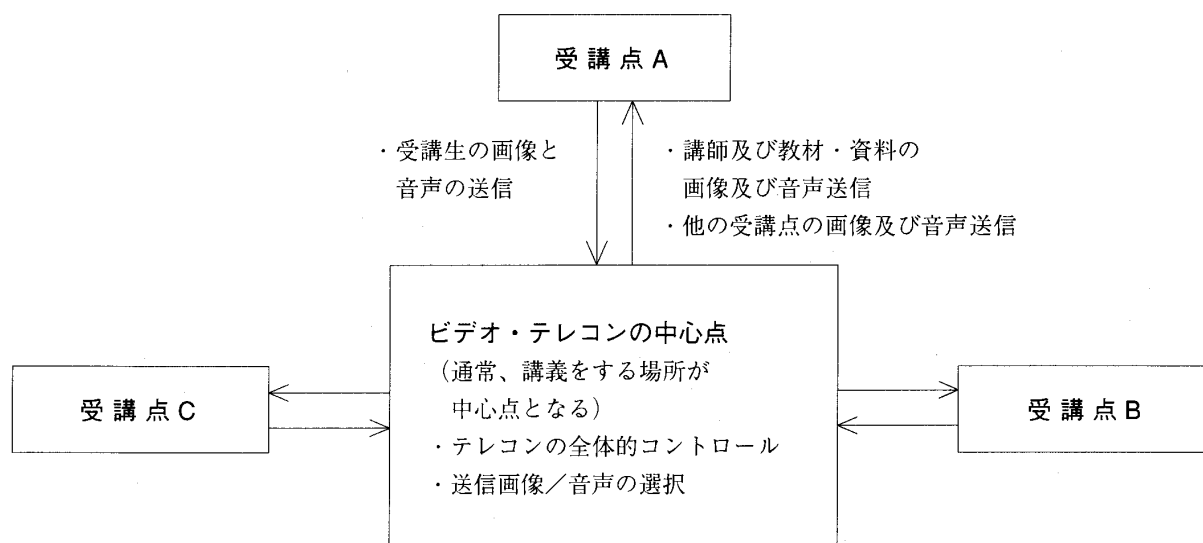 受講点A
・受講生の画像と
音声の送信
・講師及び教材・資料の
画像及び音声送信
・他の受講点の画像及び音声送信
ビデオ・テレコンの中心点
（通常、講義をする場所が
中心点となる）
・テレコンの全体的コントロール
・送信画像／音声の選択
受講点C
受講点B